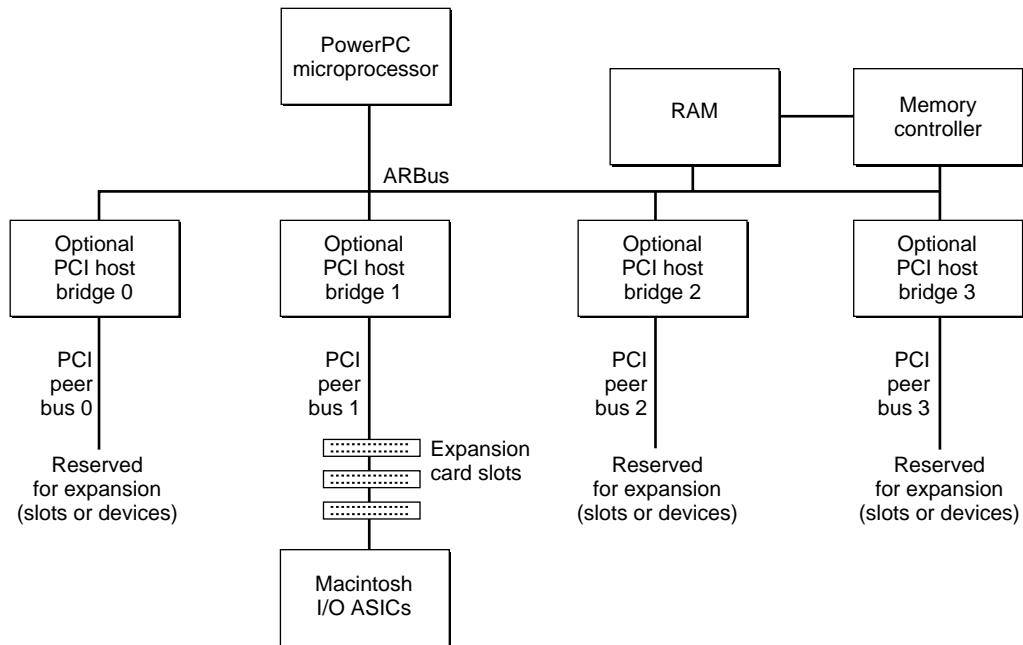 PowerPC
microprocessor
RAM
Memory
controller
ARBus
Optional
PCI host
bridge 0
Optional
PCI host
bridge 1
Optional
PCI host
bridge 2
Optional
PCI host
bridge 3
PCI
peer
bus 0
PCI
peer
bus 1
PCI
peer
bus 2
PCI
peer
bus 3
Reserved
for expansion
(slots or devices)
Expansion
card slots
Reserved
for expansion
(slots or devices)
Reserved
for expansion
(slots or devices)
Macintosh
I/O ASICs